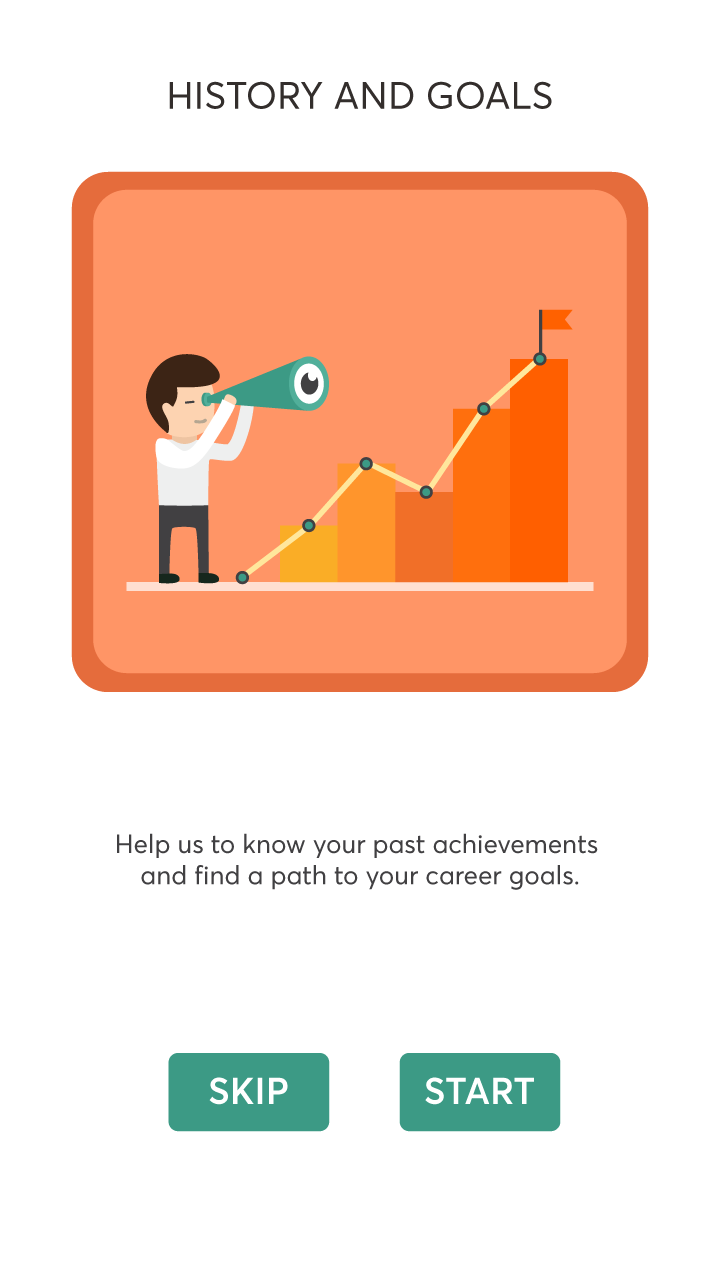 HISTORY AND GOALS
Help us to know your past achievements
and find a path to your career goals.
SKIP
START